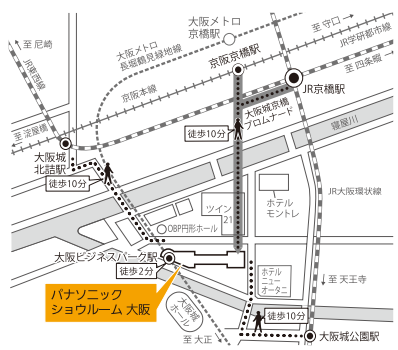 大阪メトロ
京橋駅
至 守口
至 尼崎
大阪メトロ
長堀鶴見緑地線
京阪京橋駅
JR学研都市線
JR東西線
至 四条畷
京阪本線
JR京橋駅
大阪城京橋
プロムナード
至 淀屋橋
徒歩10分
寝屋川
大阪城
北詰駅
徒歩10分
ツイン
21
ホテル
モントレ
JR大阪環状線
OBP円形ホール
大阪ビジネスパーク駅
徒歩2分
ホテル
ニュー
オータニ
至 天王寺
パナソニック
ショウルーム 大阪
大阪城
ホール
徒歩10分
至 大正
大阪城公園駅